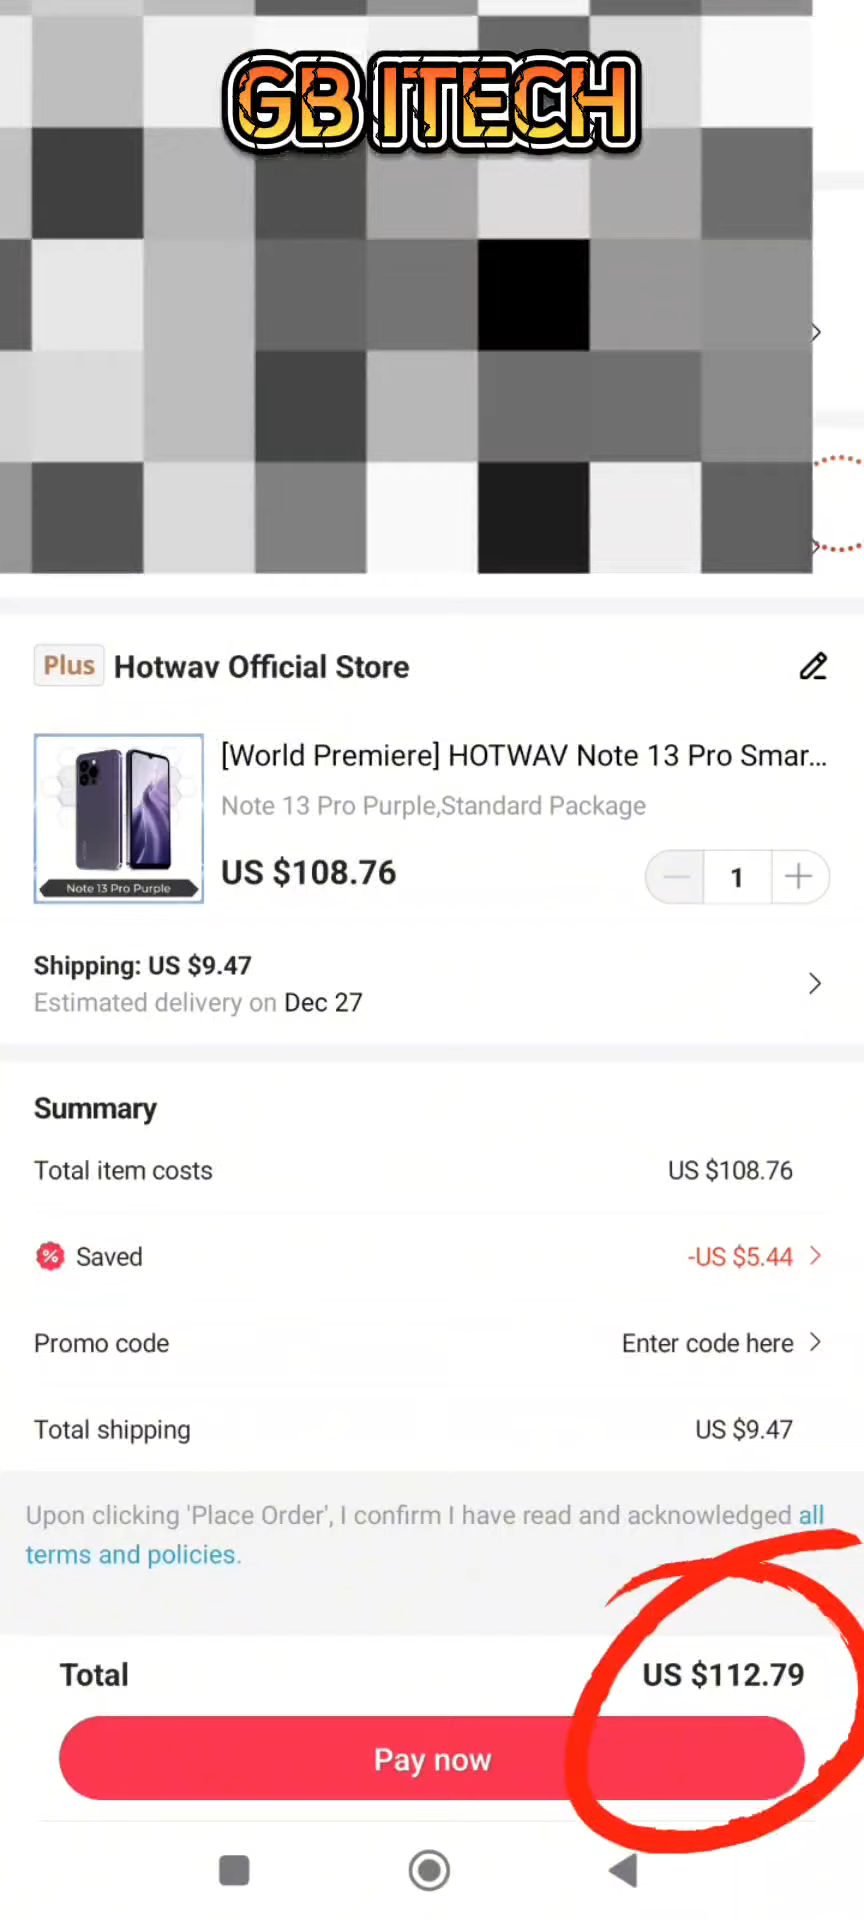 GB ITECH
Plus Hotwav Official Store
[World Premiere] HOTWAV Note 13 Pro Smar...
Note 13 Pro Purple,Standard Package
Note 13 Pro Purple
US $108.76
1
Shipping: US $9.47
Estimated delivery on Dec 27
Summary
Total item costs US $108.76
% Saved -US $5.44
Promo code Enter code here
Total shipping US $9.47
Upon clicking 'Place Order', I confirm I have read and acknowledged all
terms and policies.
Total US $112.79
Pay now